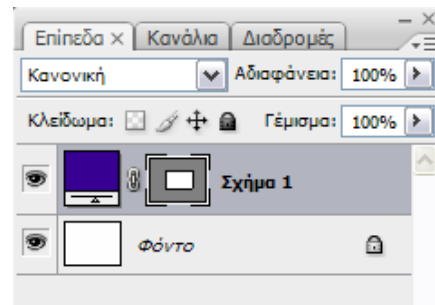 Επίπεδα × Κανάλια Διαδρομές
Κανονική Αδιαφάνεια: 100%
Κλείδωμα: Γέμισμα: 100%
Σχήμα 1
Φόντο